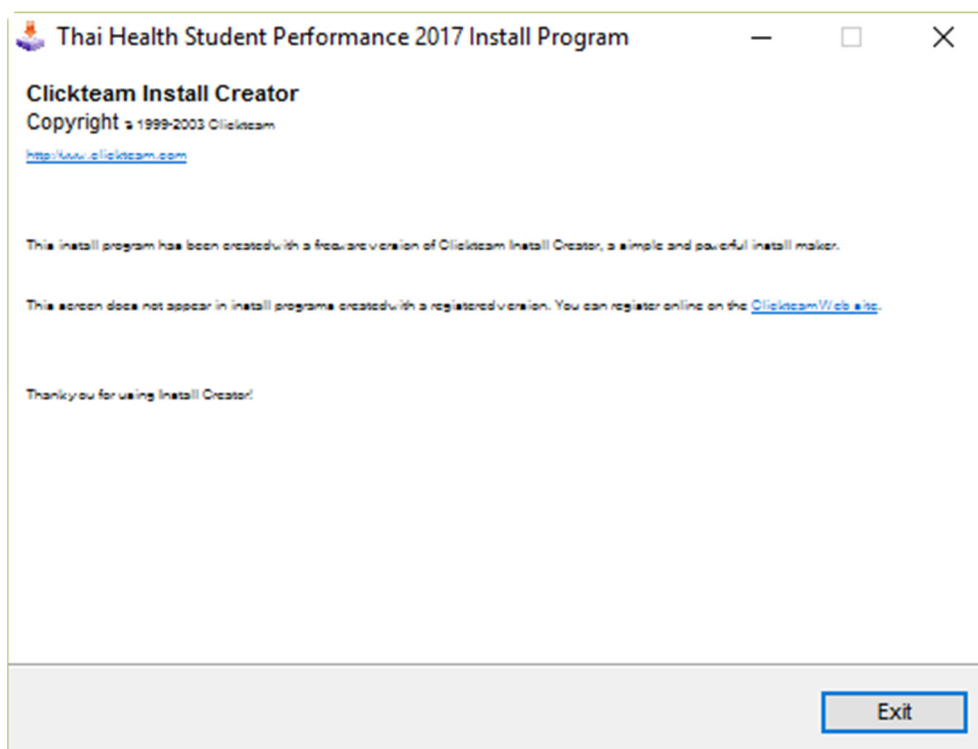 Thai Health Student Performance 2017 Install Program
Clickteam Install Creator
Copyright 1999-2003 Clickteam
http://www.clickteam.com
This install program has been created with a freeware version of Clickteam Install Creator, a simple and powerful install maker.
This screen does not appear in install programs created with a registered version. You can register online on the Clickteam Web site.
Thank you for using Install Creator!
Exit